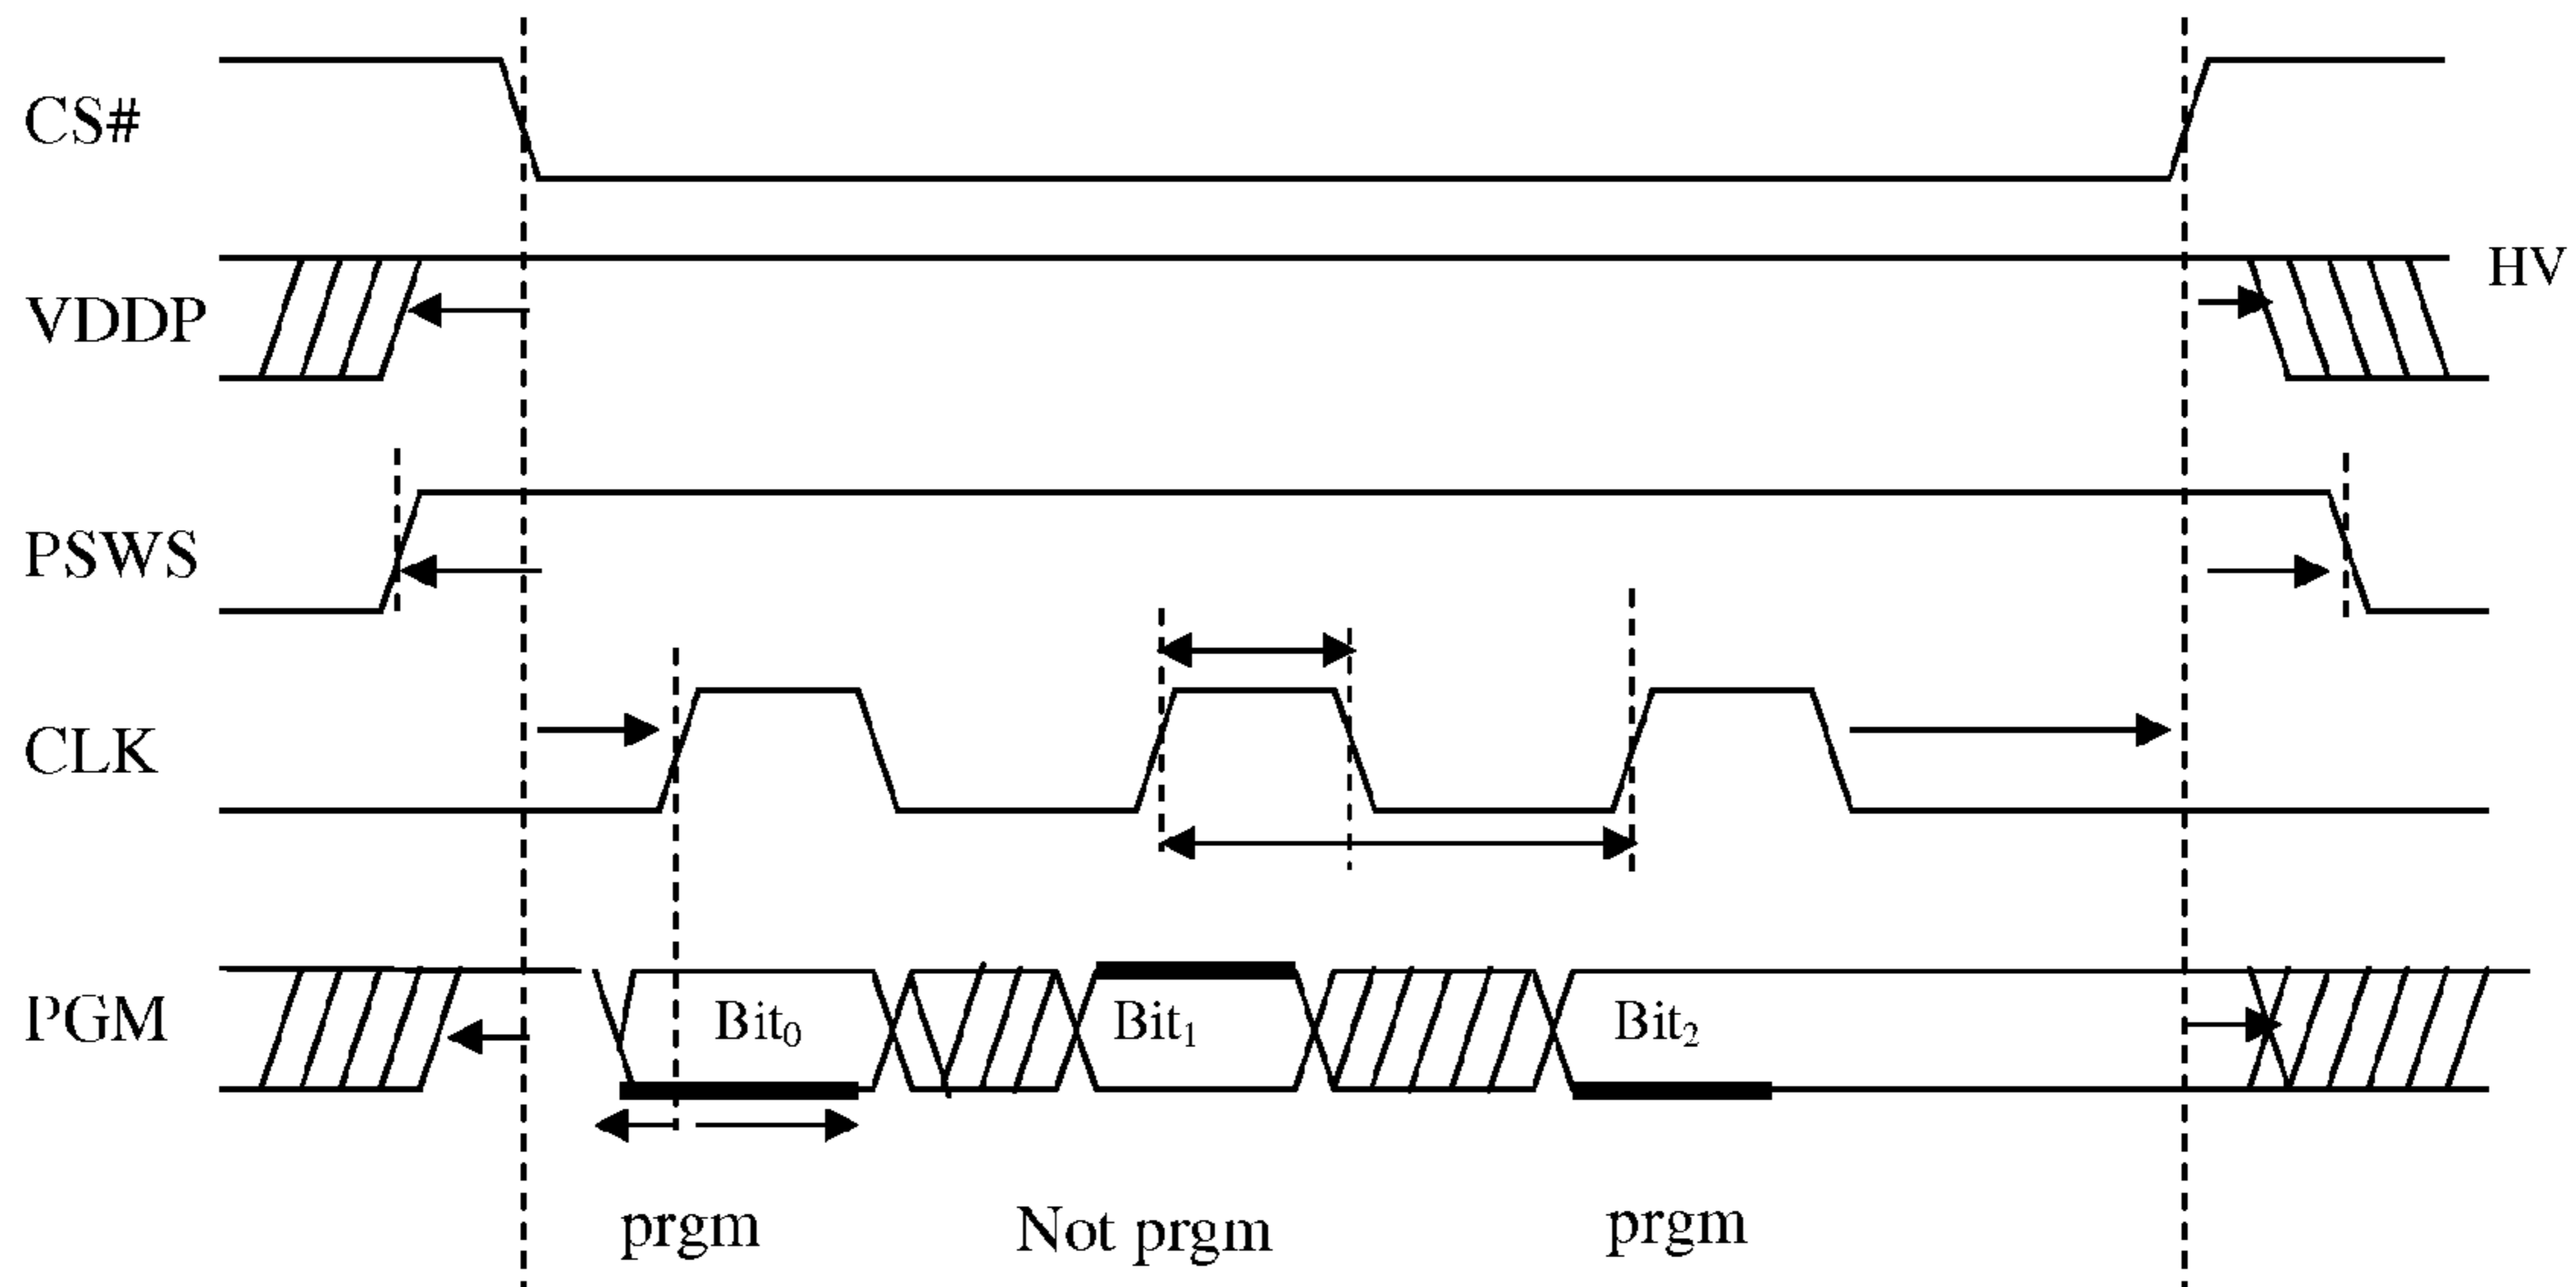 CS#
HV
VDDP
PSWS
CLK
PGM Bit₀ Bit₁ Bit₂
prgm Not prgm prgm